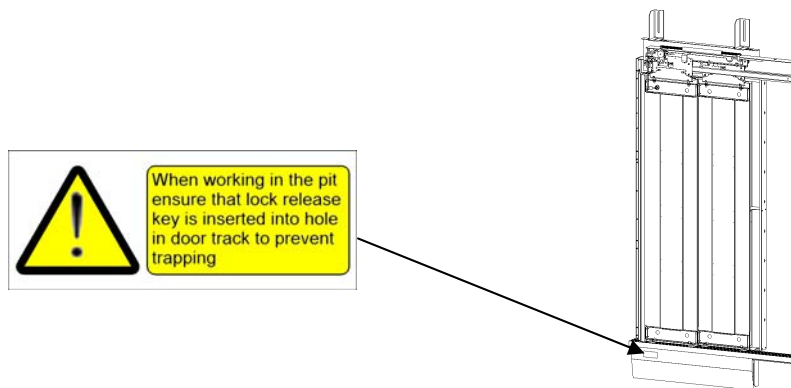 When working in the pit
ensure that lock release
key is inserted into hole
in door track to prevent
trapping